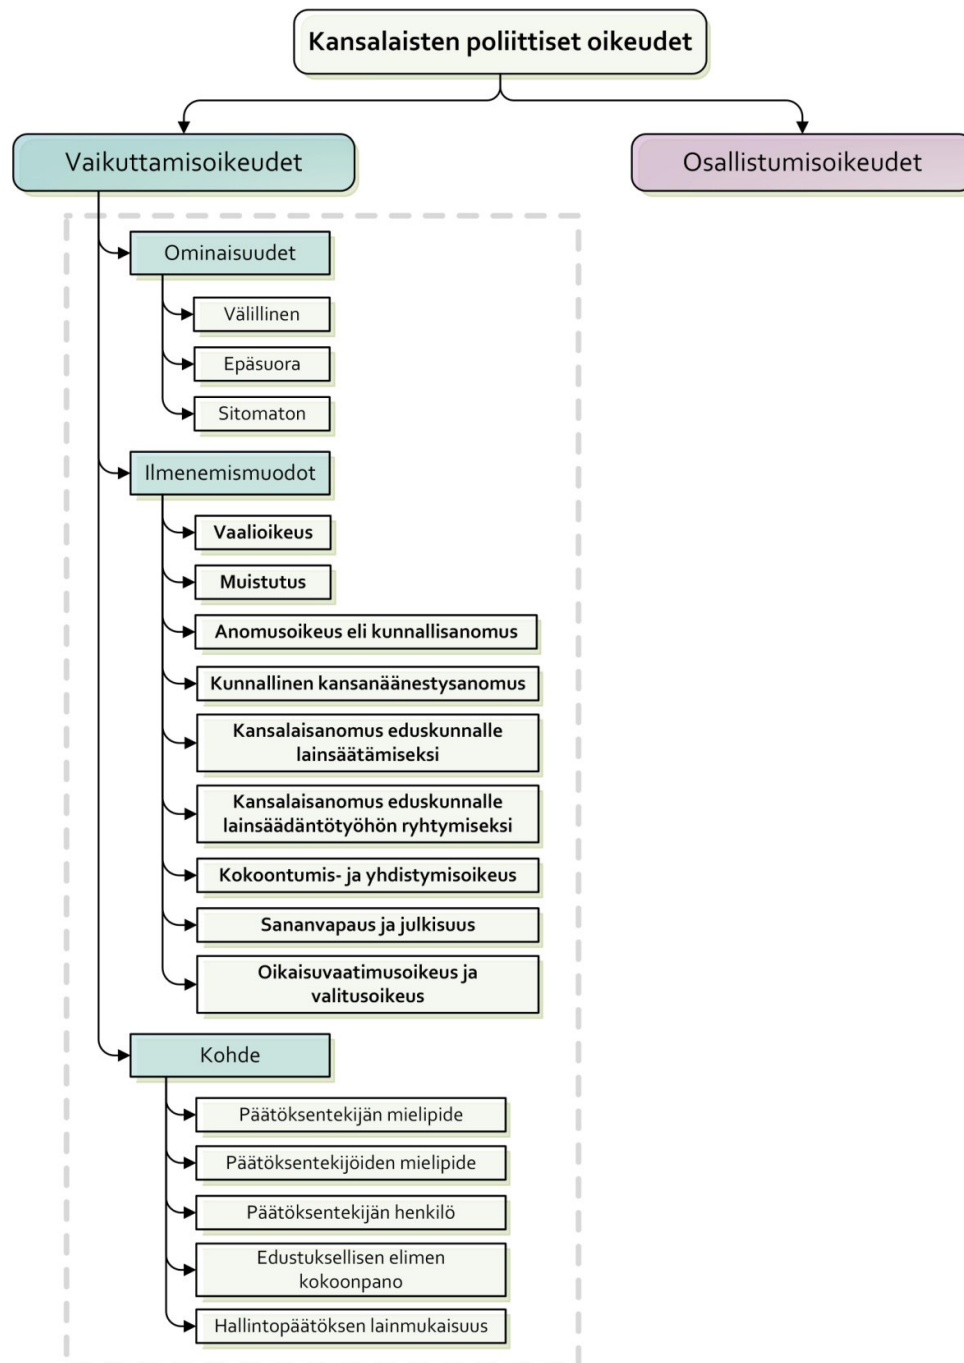 Kansalaisten poliittiset oikeudet
Vaikuttamisoikeudet
Osallistumisoikeudet
Ominaisuudet
Välillinen
Epäsuora
Sitomaton
Ilmenemismuodot
Vaalioikeus
Muistutus
Anomusoikeus eli kunnallisanomus
Kunnallinen kansanäänestysanomus
Kansalaisanomus eduskunnalle
lainsäätämiseksi
Kansalaisanomus eduskunnalle
lainsäädäntötyöhön ryhtymiseksi
Kokoontumis- ja yhdistymisoikeus
Sananvapaus ja julkisuus
Oikaisuvaatimusoikeus ja
valitusoikeus
Kohde
Päätöksentekijän mielipide
Päätöksentekijöiden mielipide
Päätöksentekijän henkilö
Edustuksellisen elimen
kokoonpano
Hallintopäätöksen lainmukaisuus